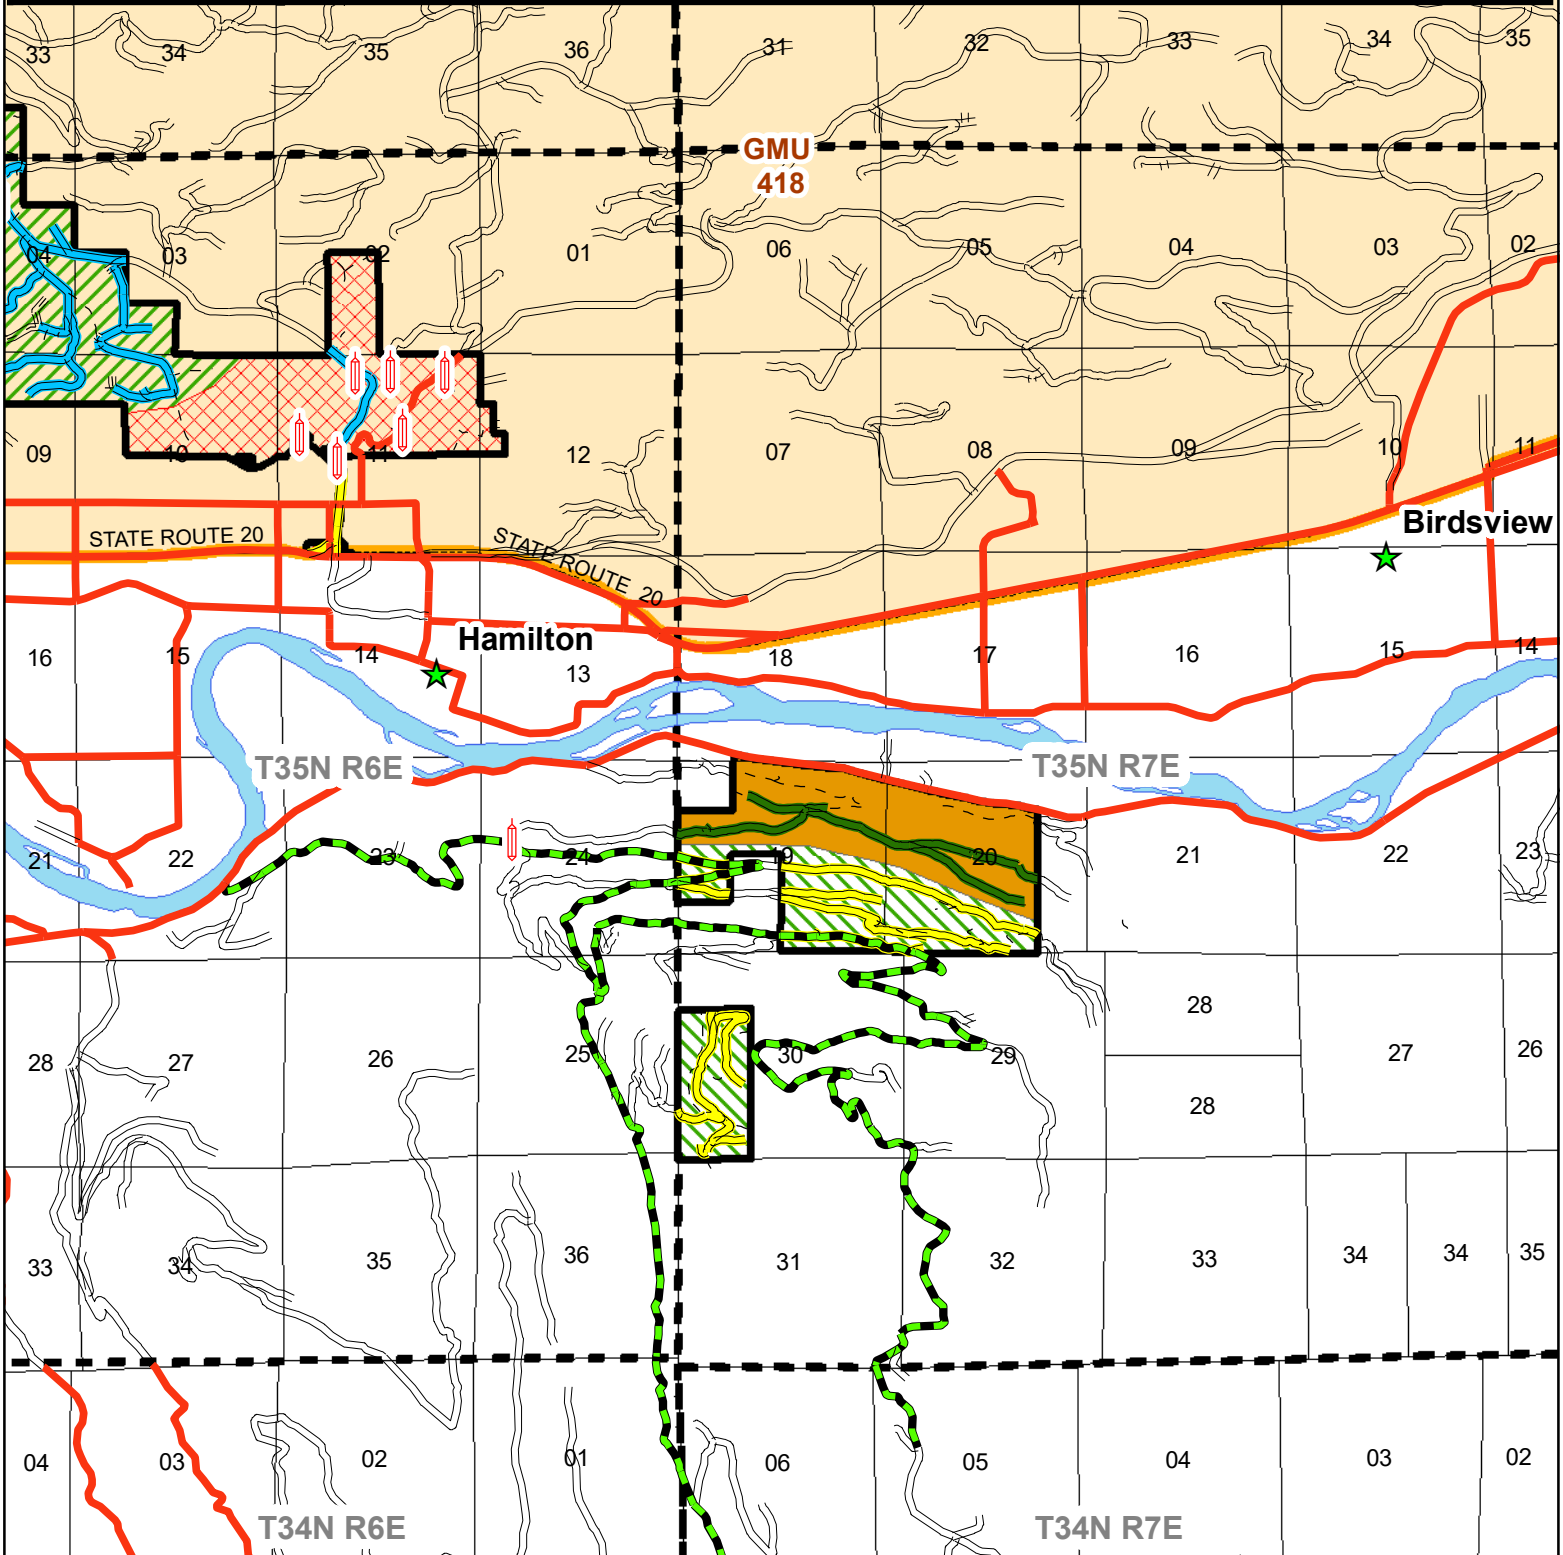 33 34 35 36 31 32 33 34 35
GMU
418
04 03 02 01 06 05 04 03 02
09 10 11 12 07 08 09 10 11
STATE ROUTE 20
STATE ROUTE 20
Birdsview
Hamilton
16 15 14 13 18 17 16 15 14
T35N R6E
T35N R7E
21 22 23 24 19 20 21 22 23
28
28 27 26 25 30 29 27 26
28
33 34 35 36 31 32 33 34 34 35
04 03 02 01 06 05 04 03 02
T34N R6E
T34N R7E